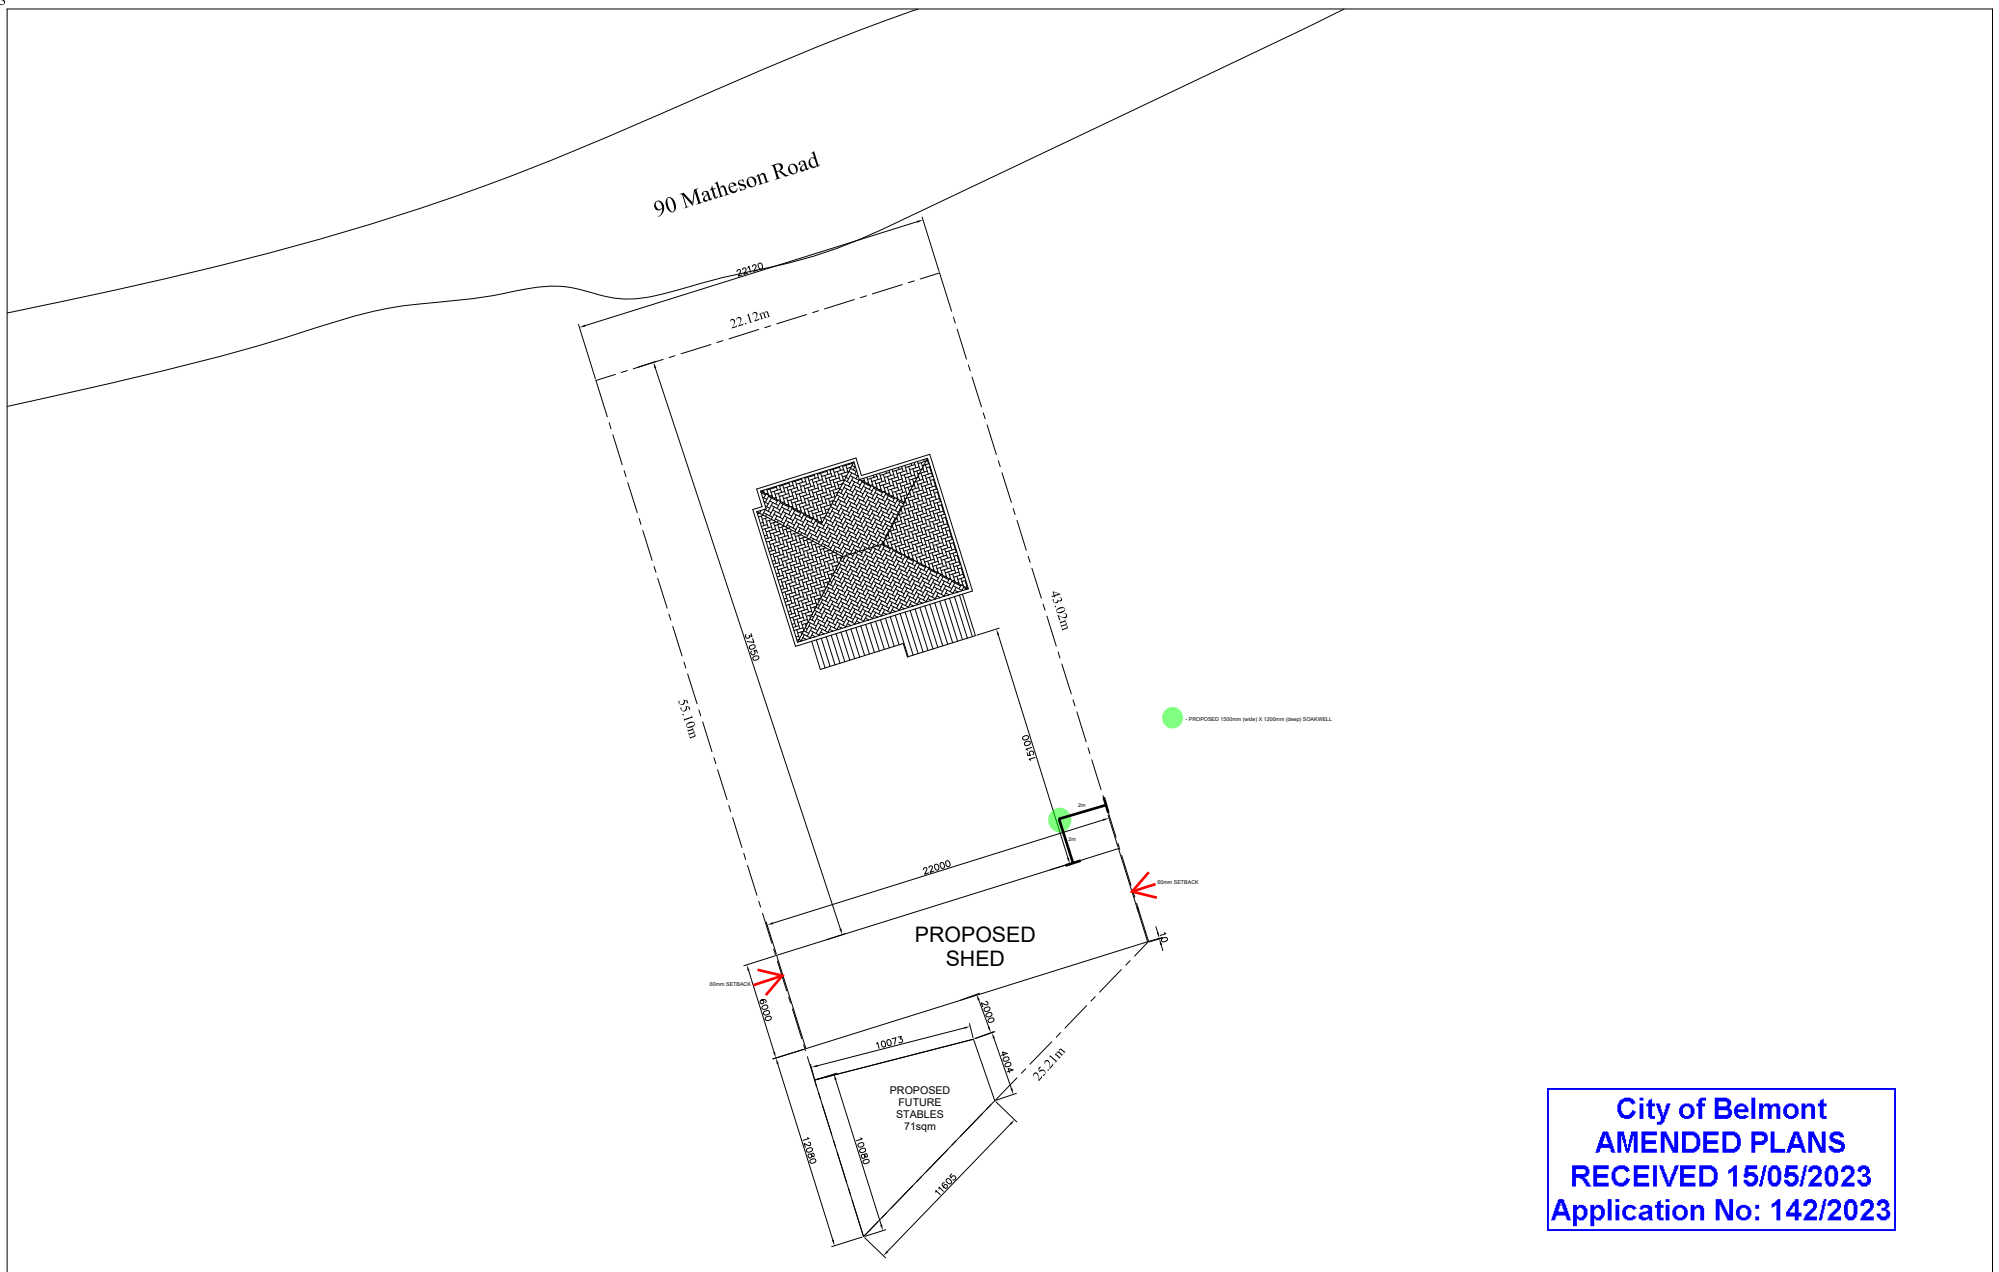 90 Matheson Road
22120
22.12m
37050
43.02m
55.10m
- PROPOSED 1500mm (wide) X 1200mm (deep) SOAKWELL
15100
2m
2m
22000
60mm SETBACK
PROPOSED
SHED
10
60mm SETBACK
6000
2000
10073
4004
25.21m
PROPOSED
FUTURE
STABLES
71sqm
12080
10080
11605
City of Belmont
AMENDED PLANS
RECEIVED 15/05/2023
Application No: 142/2023